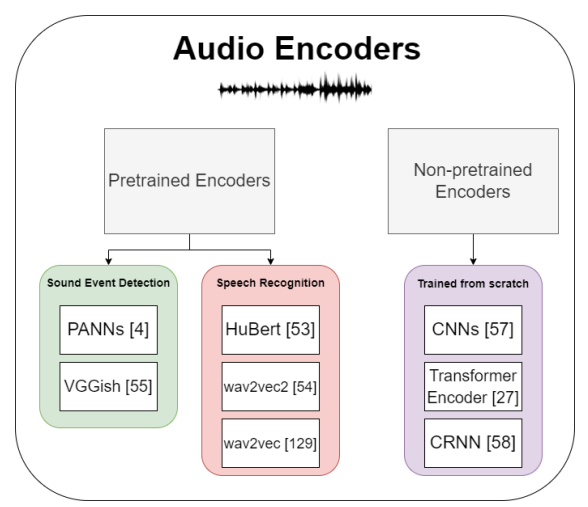 Audio Encoders
Pretrained Encoders
Non-pretrained
Encoders
Sound Event Detection
PANNs [4]
VGGish [55]
Speech Recognition
HuBert [53]
wav2vec2 [54]
wav2vec [129]
Trained from scratch
CNNs [57]
Transformer
Encoder [27]
CRNN [58]